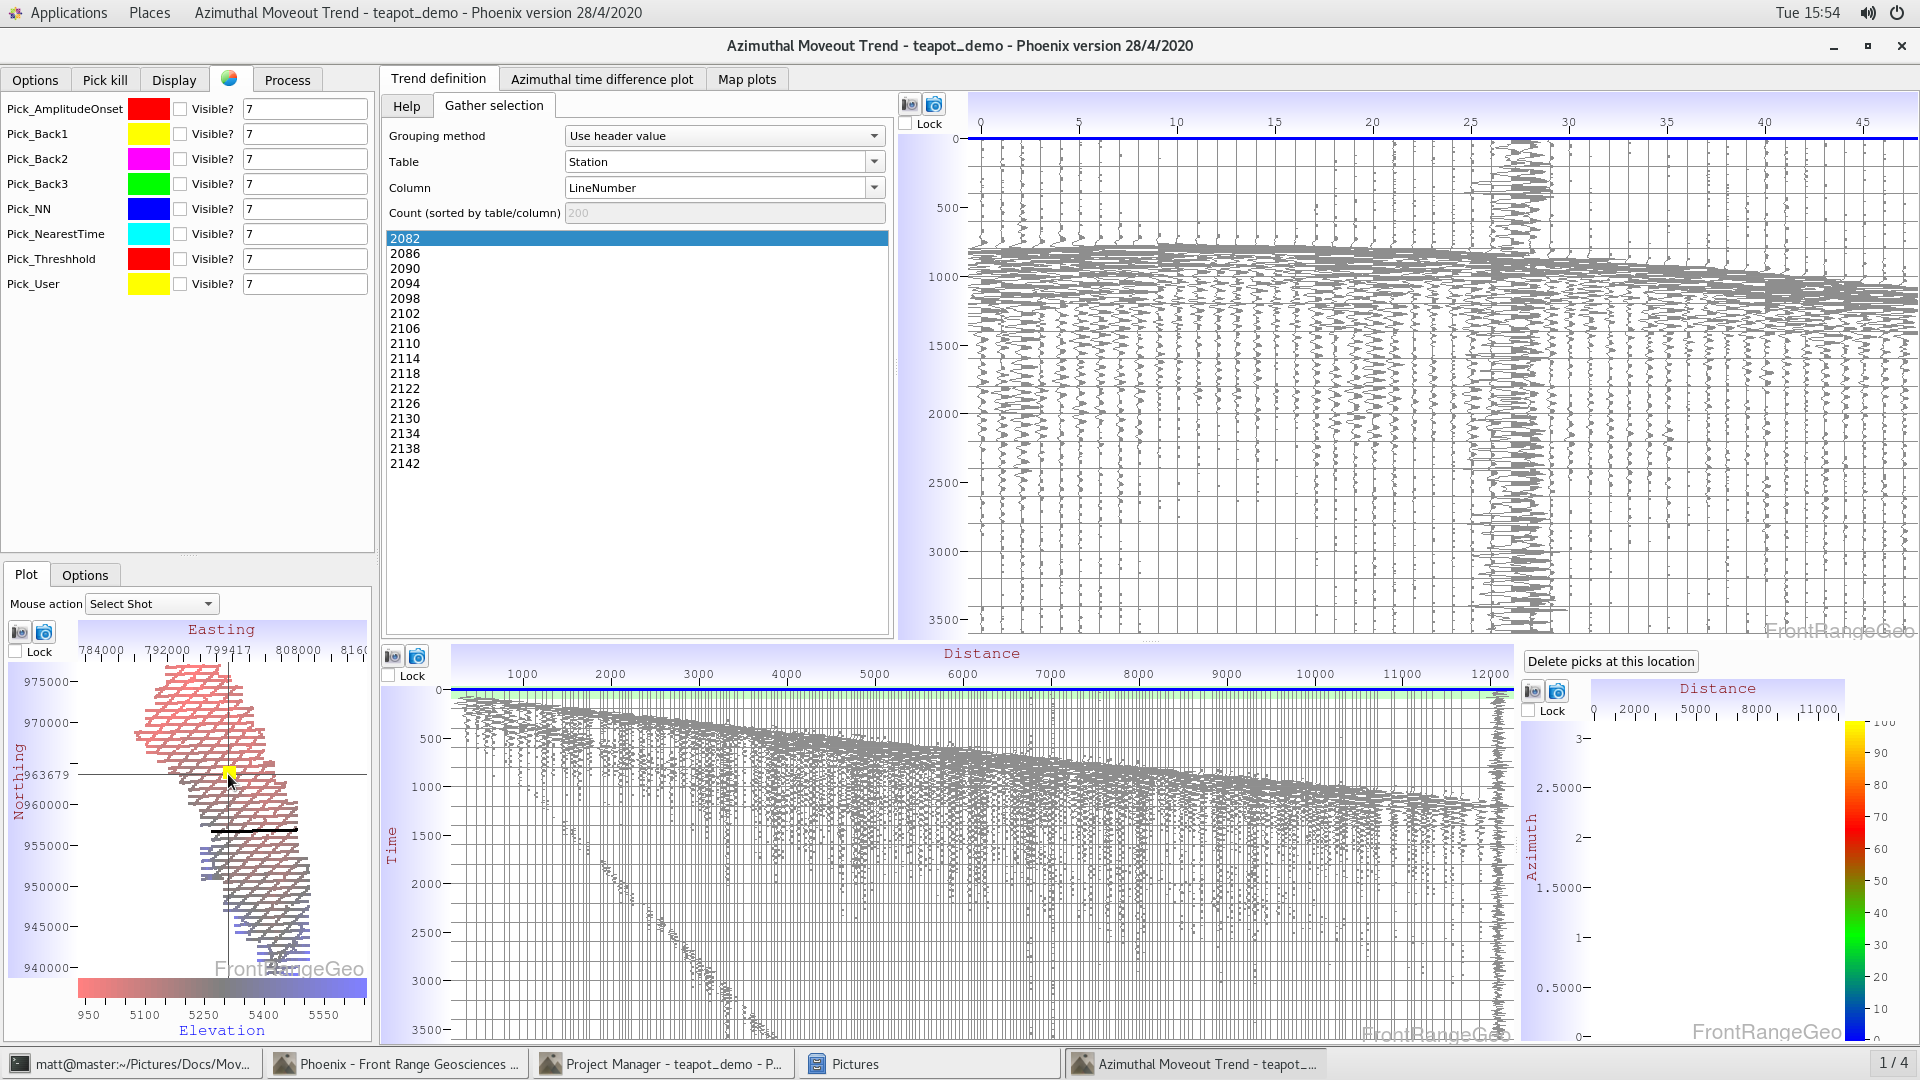 Applications Places Azimuthal Moveout Trend - teapot_demo - Phoenix version 28/4/2020 Tue 15:54
Azimuthal Moveout Trend - teapot_demo - Phoenix version 28/4/2020
Options Pick kill Display Process
Pick_AmplitudeOnset Visible? 7
Pick_Back1 Visible? 7
Pick_Back2 Visible? 7
Pick_Back3 Visible? 7
Pick_NN Visible? 7
Pick_NearestTime Visible? 7
Pick_Threshhold Visible? 7
Pick_User Visible? 7
Trend definition Azimuthal time difference plot Map plots
Help Gather selection
Grouping method Use header value
Table Station
Column LineNumber
Count (sorted by table/column) 200
2082
2086
2090
2094
2098
2102
2106
2110
2114
2118
2122
2126
2130
2134
2138
2142
Lock
0 5 10 15 20 25 30 35 40 45
0
500
1000
1500
2000
2500
3000
3500
FrontRangeGeo
Plot Options
Mouse action Select Shot
Lock
Easting
784000 792000 799417 808000 8160
Northing
975000
970000
963679
960000
955000
950000
945000
940000
FrontRangeGeo
950 5100 5250 5400 5550
Elevation
Lock
Distance
1000 2000 3000 4000 5000 6000 7000 8000 9000 10000 11000 12000
Time
0
500
1000
1500
2000
2500
3000
3500
FrontRangeGeo
Delete picks at this location
Lock
Distance
0 2000 5000 8000 11000
Azimuth
3
2.5000
2
1.5000
1
0.5000
0
100
90
80
70
60
50
40
30
20
10
0
FrontRangeGeo
matt@master:~/Pictures/Docs/Mov... Phoenix - Front Range Geosciences ... Project Manager - teapot_demo - P... Pictures Azimuthal Moveout Trend - teapot_... 1 / 4